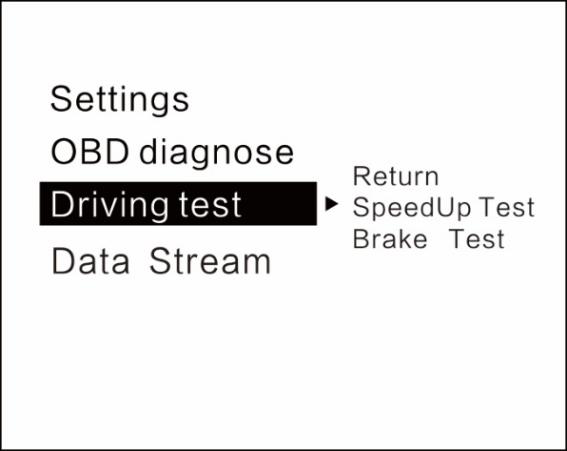 Settings
OBD diagnose
Driving test
Data Stream
Return
SpeedUp Test
Brake Test